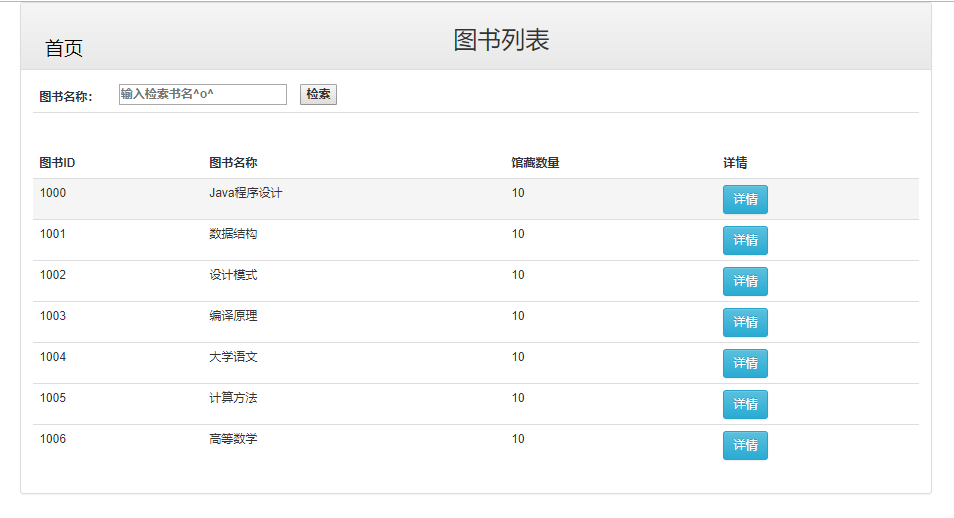 图书列表
首页
图书名称: 输入检索书名^o^ 检索
图书ID 图书名称 馆藏数量 详情
1000 Java程序设计 10 详情
1001 数据结构 10 详情
1002 设计模式 10 详情
1003 编译原理 10 详情
1004 大学语文 10 详情
1005 计算方法 10 详情
1006 高等数学 10 详情